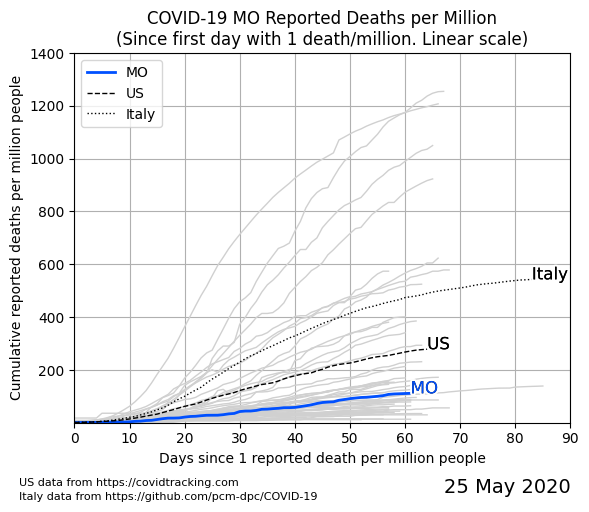 COVID-19 MO Reported Deaths per Million
(Since first day with 1 death/million. Linear scale)
Cumulative reported deaths per million people
1400
1200
1000
800
600
400
200
MO
US
Italy
Italy
US
MO
0
10
20
30
40
50
60
70
80
90
Days since 1 reported death per million people
US data from https://covidtracking.com
Italy data from https://github.com/pcm-dpc/COVID-19
25 May 2020